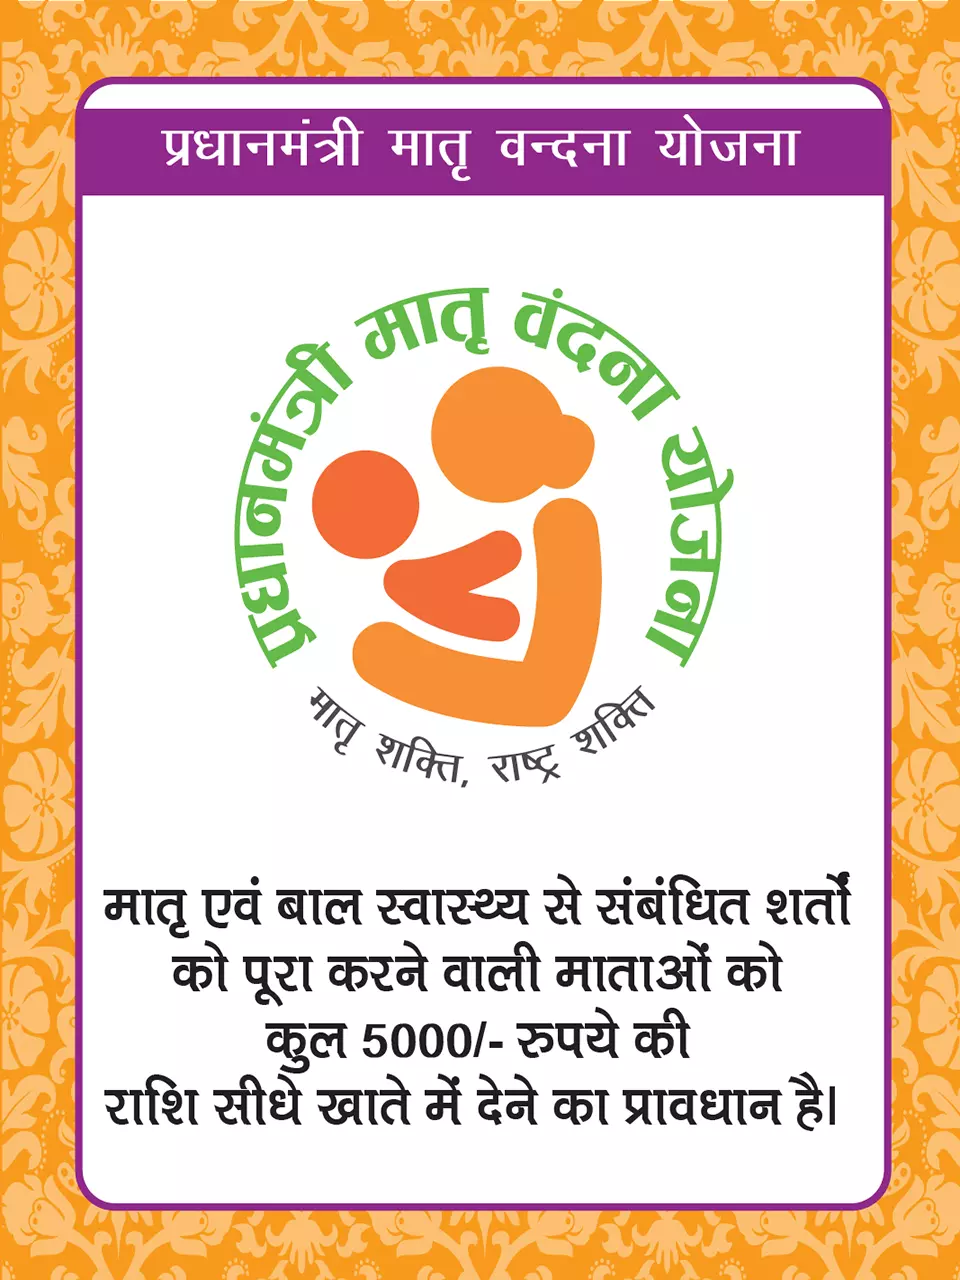 प्रधानमंत्री मातृ वन्दना योजना
प्रधानमंत्री मातृ वंदना योजना
मातृ शक्ति, राष्ट्र शक्ति
मातृ एवं बाल स्वास्थ्य से संबंधित शर्तों
को पूरा करने वाली माताओं को
कुल 5000/- रुपये की
राशि सीधे खाते में देने का प्रावधान है।